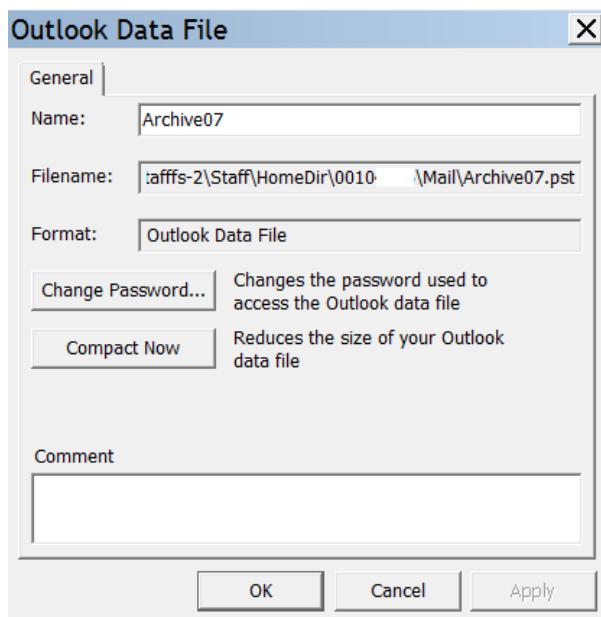 Outlook Data File
General
Name:
Archive07
Filename:
tafffs-2\Staff\HomeDir\0010 \Mail\Archive07.pst
Format:
Outlook Data File
Change Password...
Changes the password used to
access the Outlook data file
Compact Now
Reduces the size of your Outlook
data file
Comment
OK
Cancel
Apply